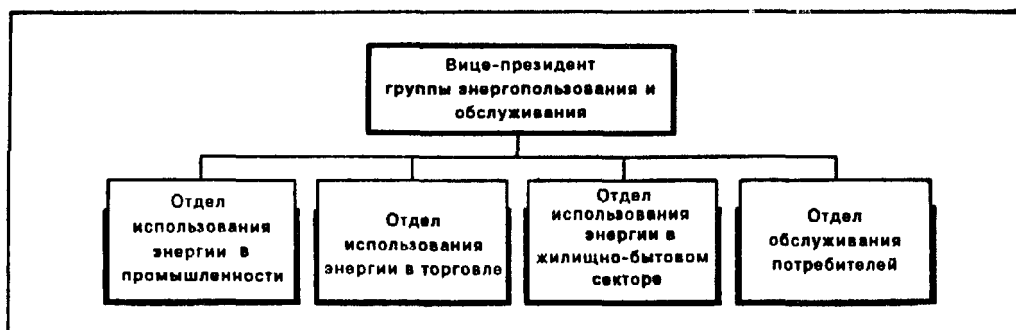 Вице-президент
группы энергопользования и
обслуживания
Отдел
использования
энергии в
промышленности
Отдел
использования
энергии в торговле
Отдел
использования
энергии в
жилищно-бытовом
секторе
Отдел
обслуживания
потребителей